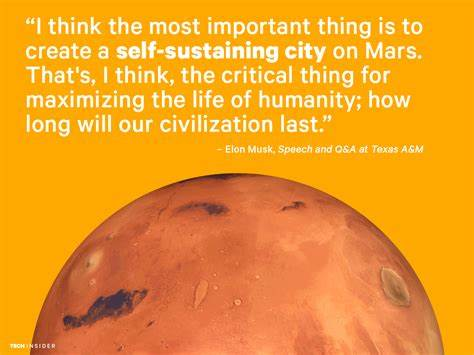 “I think the most important thing is to
create a self-sustaining city on Mars.
That's, I think, the critical thing for
maximizing the life of humanity; how
long will our civilization last.”
– Elon Musk, Speech and Q&A at Texas A&M
TECH INSIDER